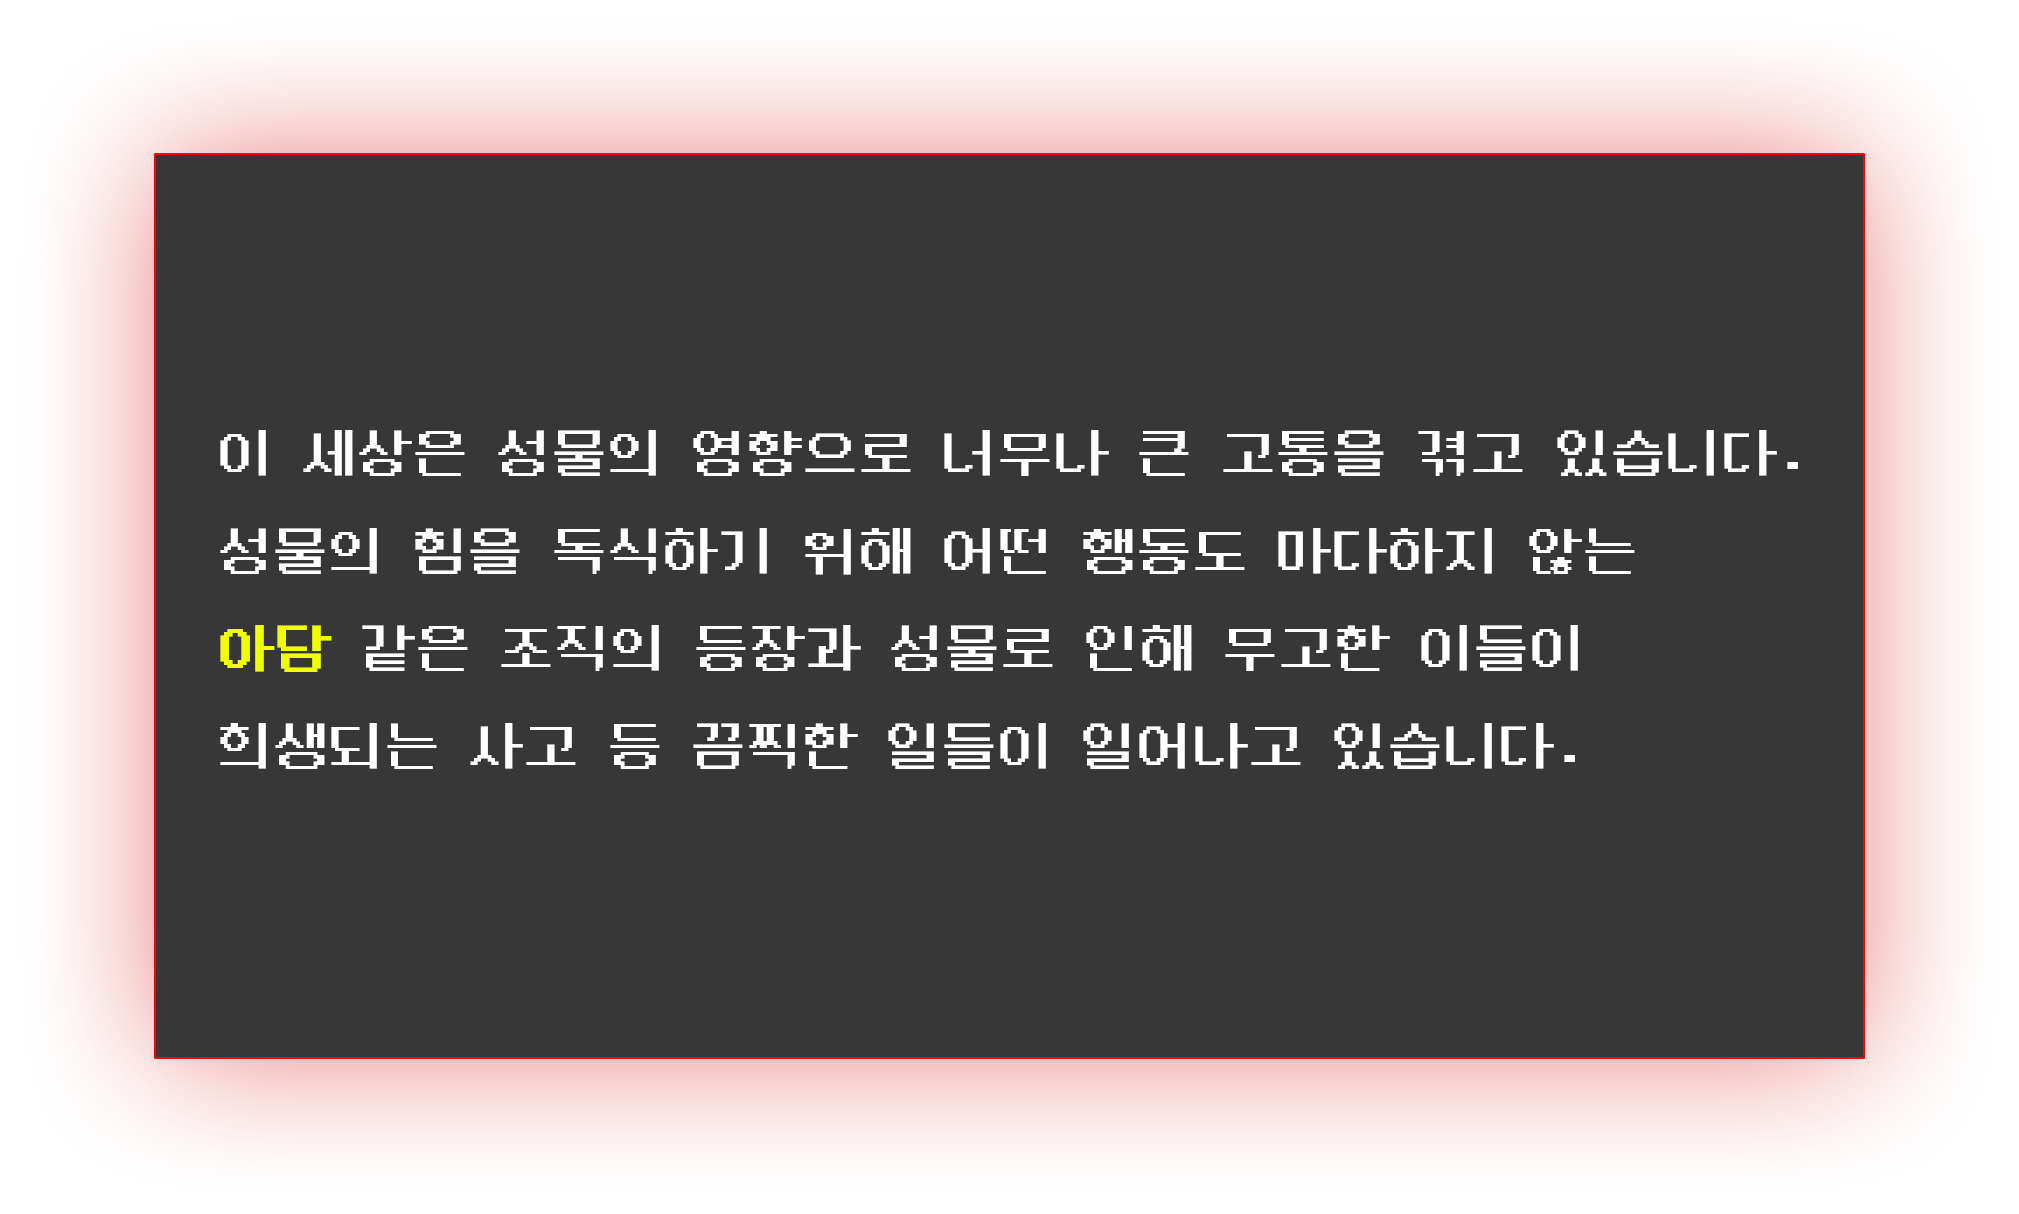 이 세상은 성물의 영향으로 너무나 큰 고통을 겪고 있습니다.
성물의 힘을 독식하기 위해 어떤 행동도 마다하지 않는
아담 같은 조직의 등장과 성물로 인해 무고한 이들이
희생되는 사고 등 끔찍한 일들이 일어나고 있습니다.